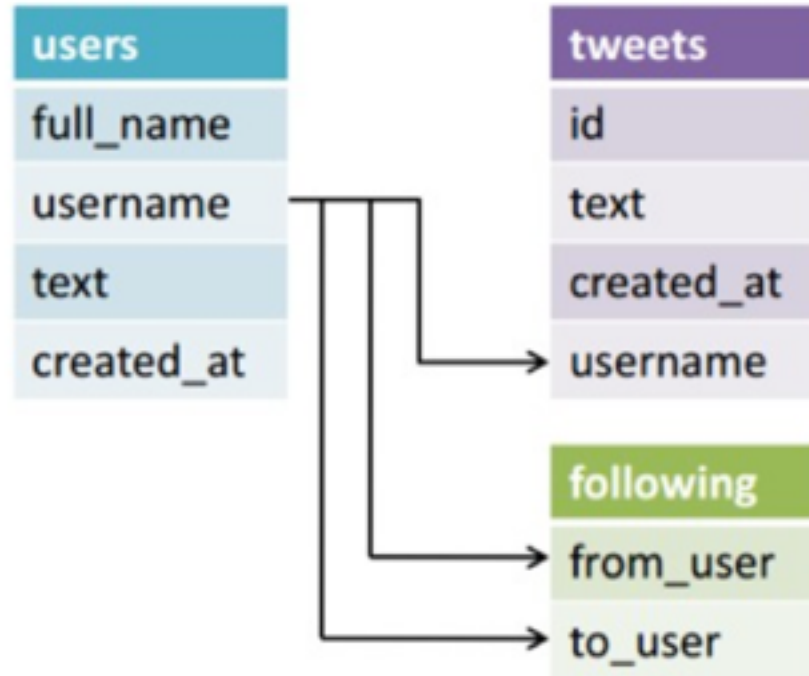 users
full_name
username
text
created_at
tweets
id
text
created_at
username
following
from_user
to_user